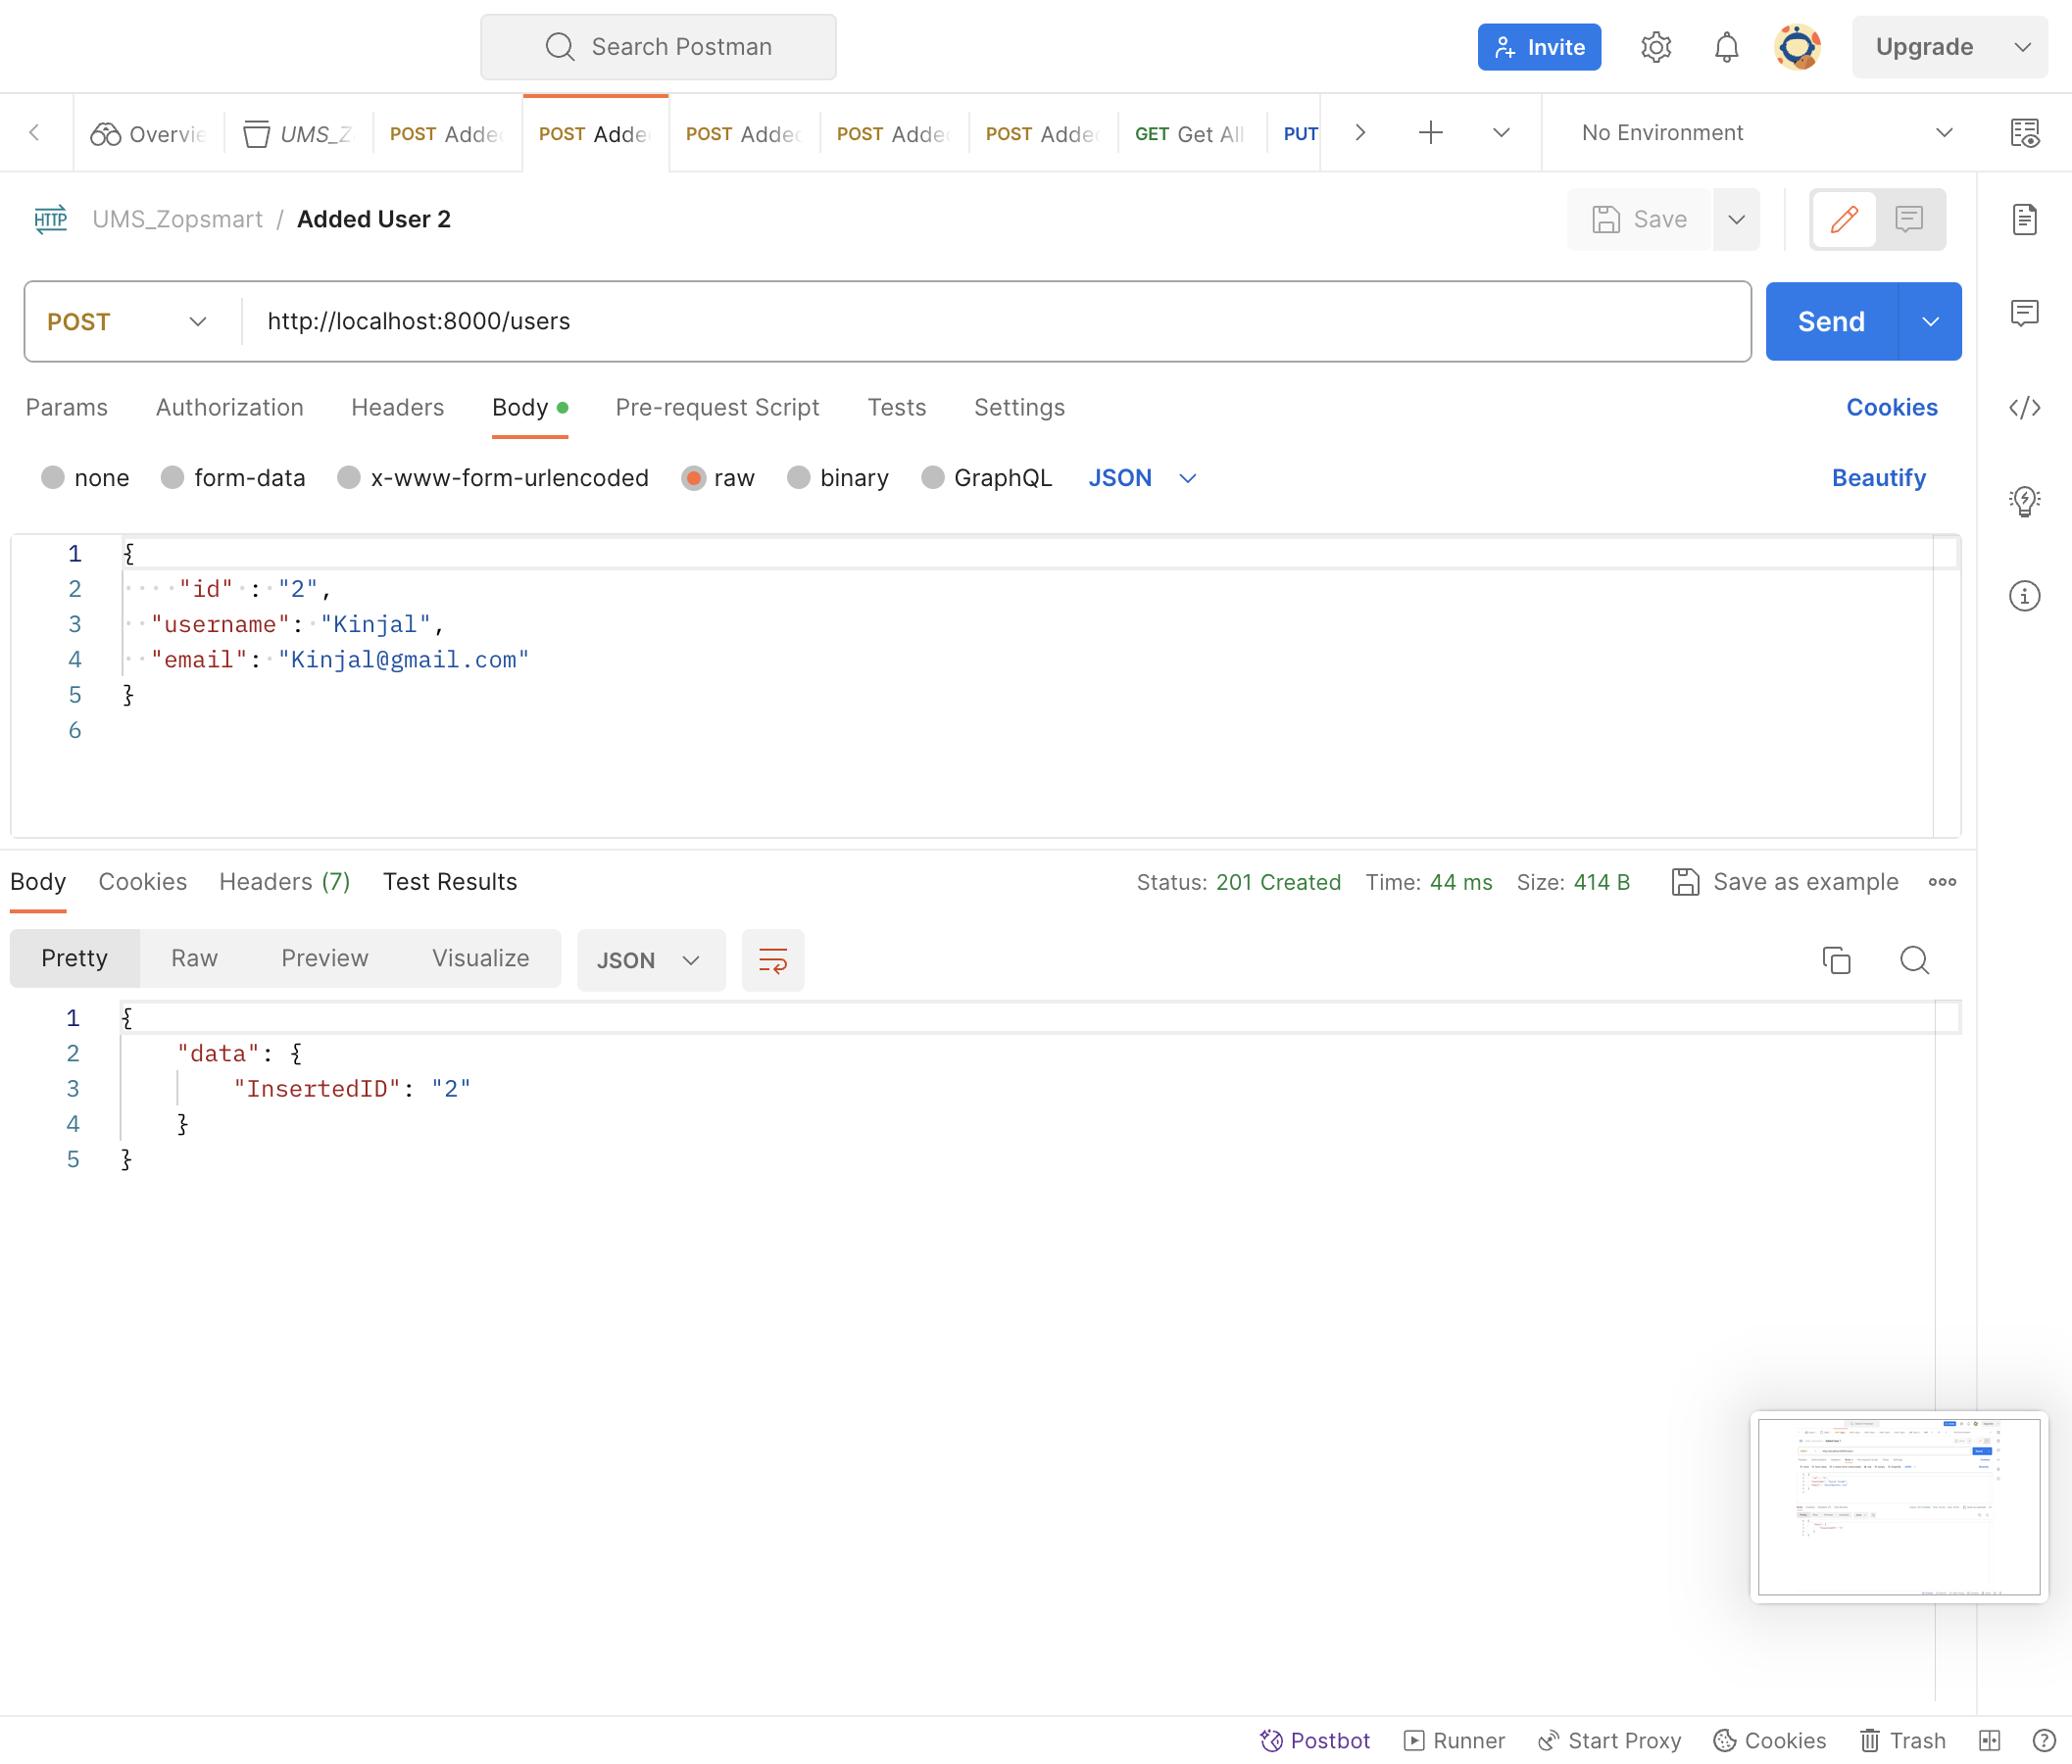 Search Postman
Invite
Upgrade
Overvie
UMS_Z
POST Added
POST Adde
POST Added
POST Added
POST Added
GET Get All
PUT
No Environment
HTTP UMS_Zopsmart / Added User 2
Save
POST http://localhost:8000/users
Send
Params Authorization Headers Body Pre-request Script Tests Settings Cookies
none form-data x-www-form-urlencoded raw binary GraphQL JSON Beautify
1 {
2 "id" : "2",
3 "username": "Kinjal",
4 "email": "Kinjal@gmail.com"
5 }
6
Body Cookies Headers (7) Test Results Status: 201 Created Time: 44 ms Size: 414 B Save as example
Pretty Raw Preview Visualize JSON
1 {
2 "data": {
3 "InsertedID": "2"
4 }
5 }
Postbot Runner Start Proxy Cookies Trash